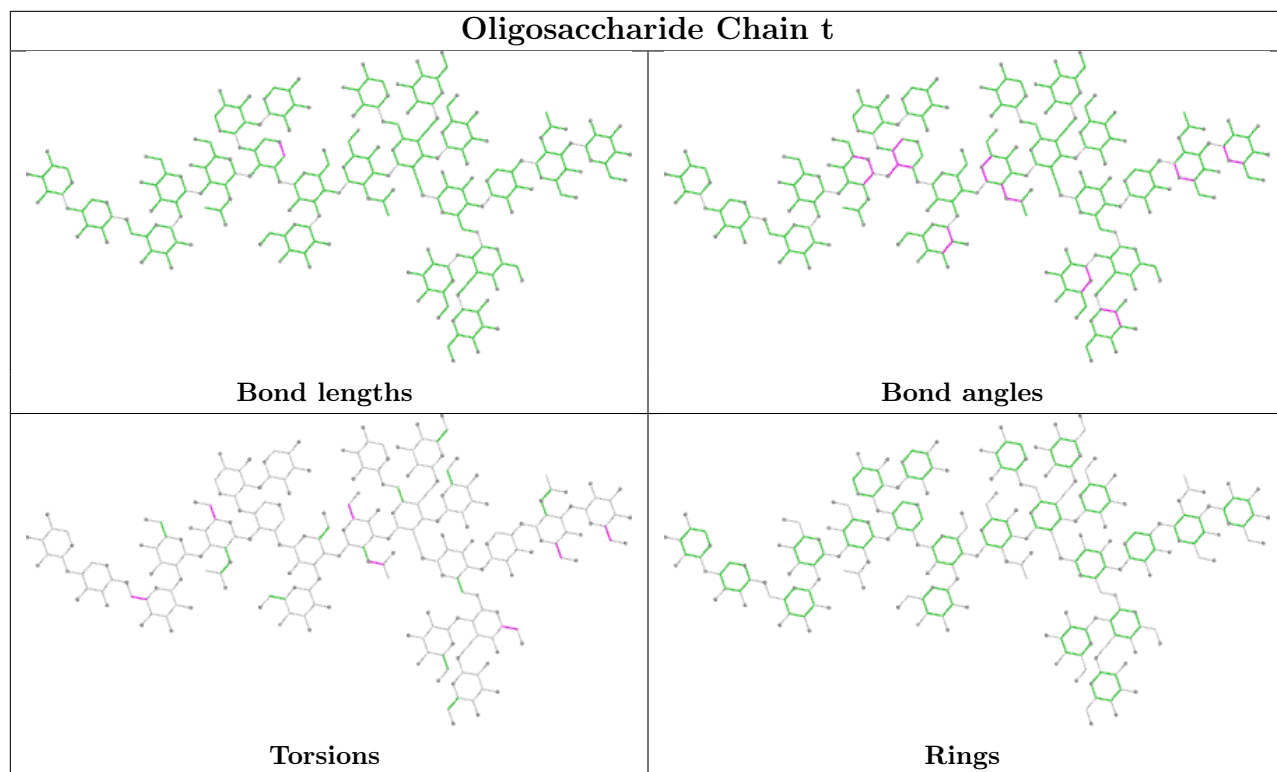 Oligosaccharide Chain t
Bond lengths
Bond angles
Torsions
Rings